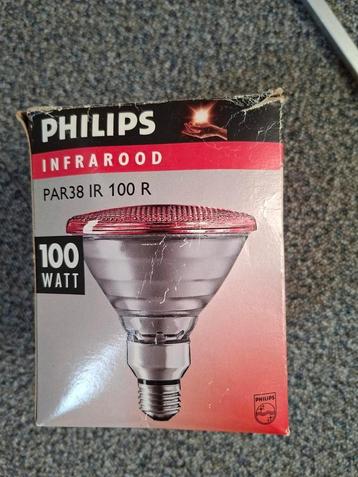 PHILIPS
INFRAROOD
PAR38 IR 100 R
100
WATT
PHILIPS